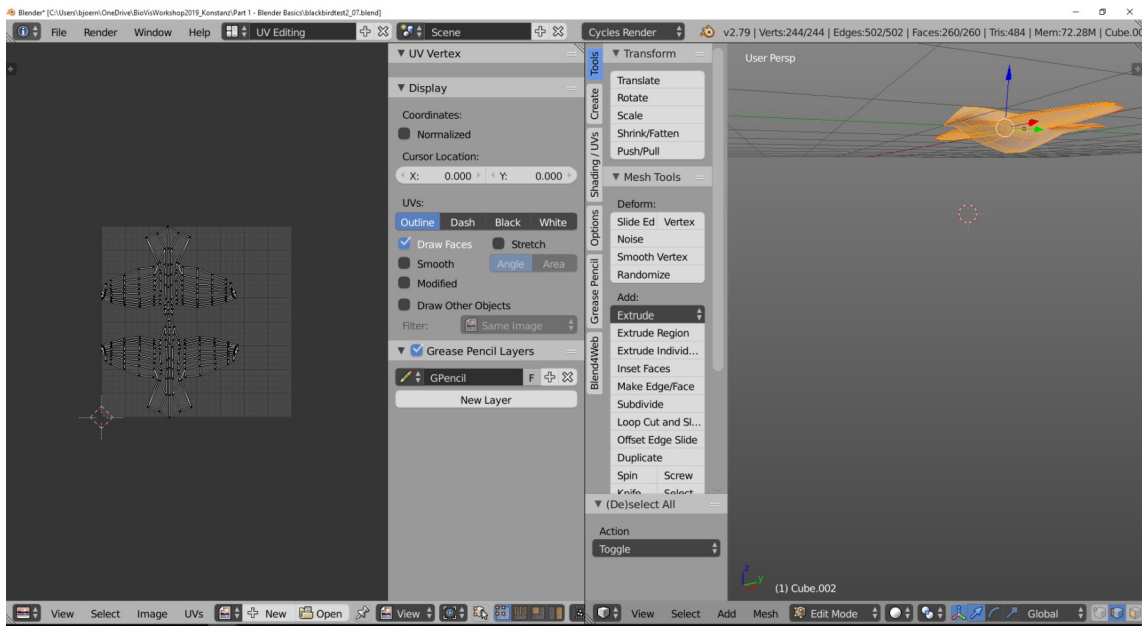 Blender* [C:\Users\bjoern\OneDrive\BioVisWorkshop2019_Konstanz\Part 1 - Blender Basics\blackbirdtest2_07.blend]
File Render Window Help UV Editing Scene Cycles Render v2.79 | Verts:244/244 | Edges:502/502 | Faces:260/260 | Tris:484 | Mem:72.28M | Cube.00
UV Vertex
Display
Coordinates:
Normalized
Cursor Location:
X: 0.000 Y: 0.000
UVs:
Outline Dash Black White
Draw Faces Stretch
Smooth Angle Area
Modified
Draw Other Objects
Filter: Same Image
Grease Pencil Layers
GPencil F
New Layer
Tools
Create
Shading / UVs
Options
Grease Pencil
Blend4Web
Transform
Translate
Rotate
Scale
Shrink/Fatten
Push/Pull
Mesh Tools
Deform:
Slide Ed Vertex
Noise
Smooth Vertex
Randomize
Add:
Extrude
Extrude Region
Extrude Individ...
Inset Faces
Make Edge/Face
Subdivide
Loop Cut and Sl...
Offset Edge Slide
Duplicate
Spin Screw
Knife Select
(De)select All
Action
Toggle
User Persp
z
y
(1) Cube.002
View Select Image UVs New Open View
View Select Add Mesh Edit Mode Global